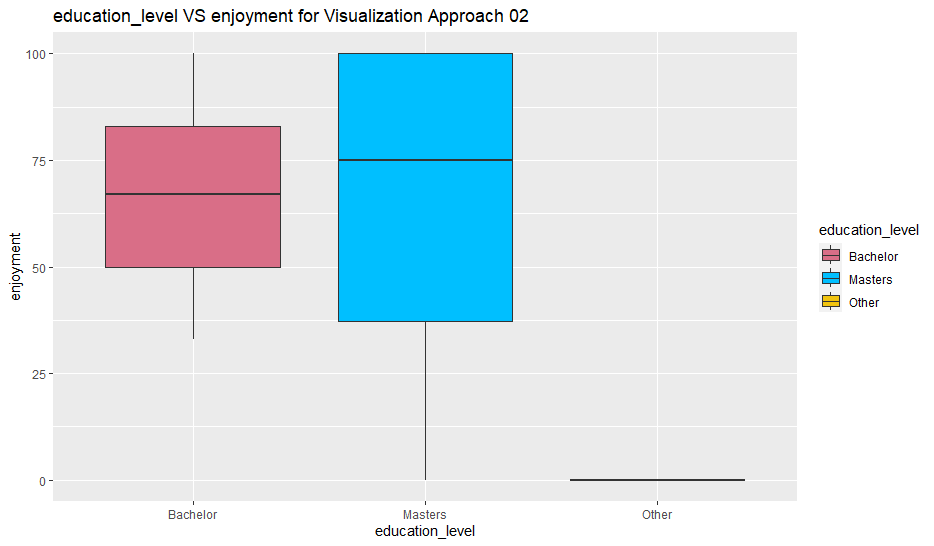 education_level VS enjoyment for Visualization Approach 02
enjoyment
100
75
50
25
0
Bachelor
Masters
Other
education_level
education_level
Bachelor
Masters
Other